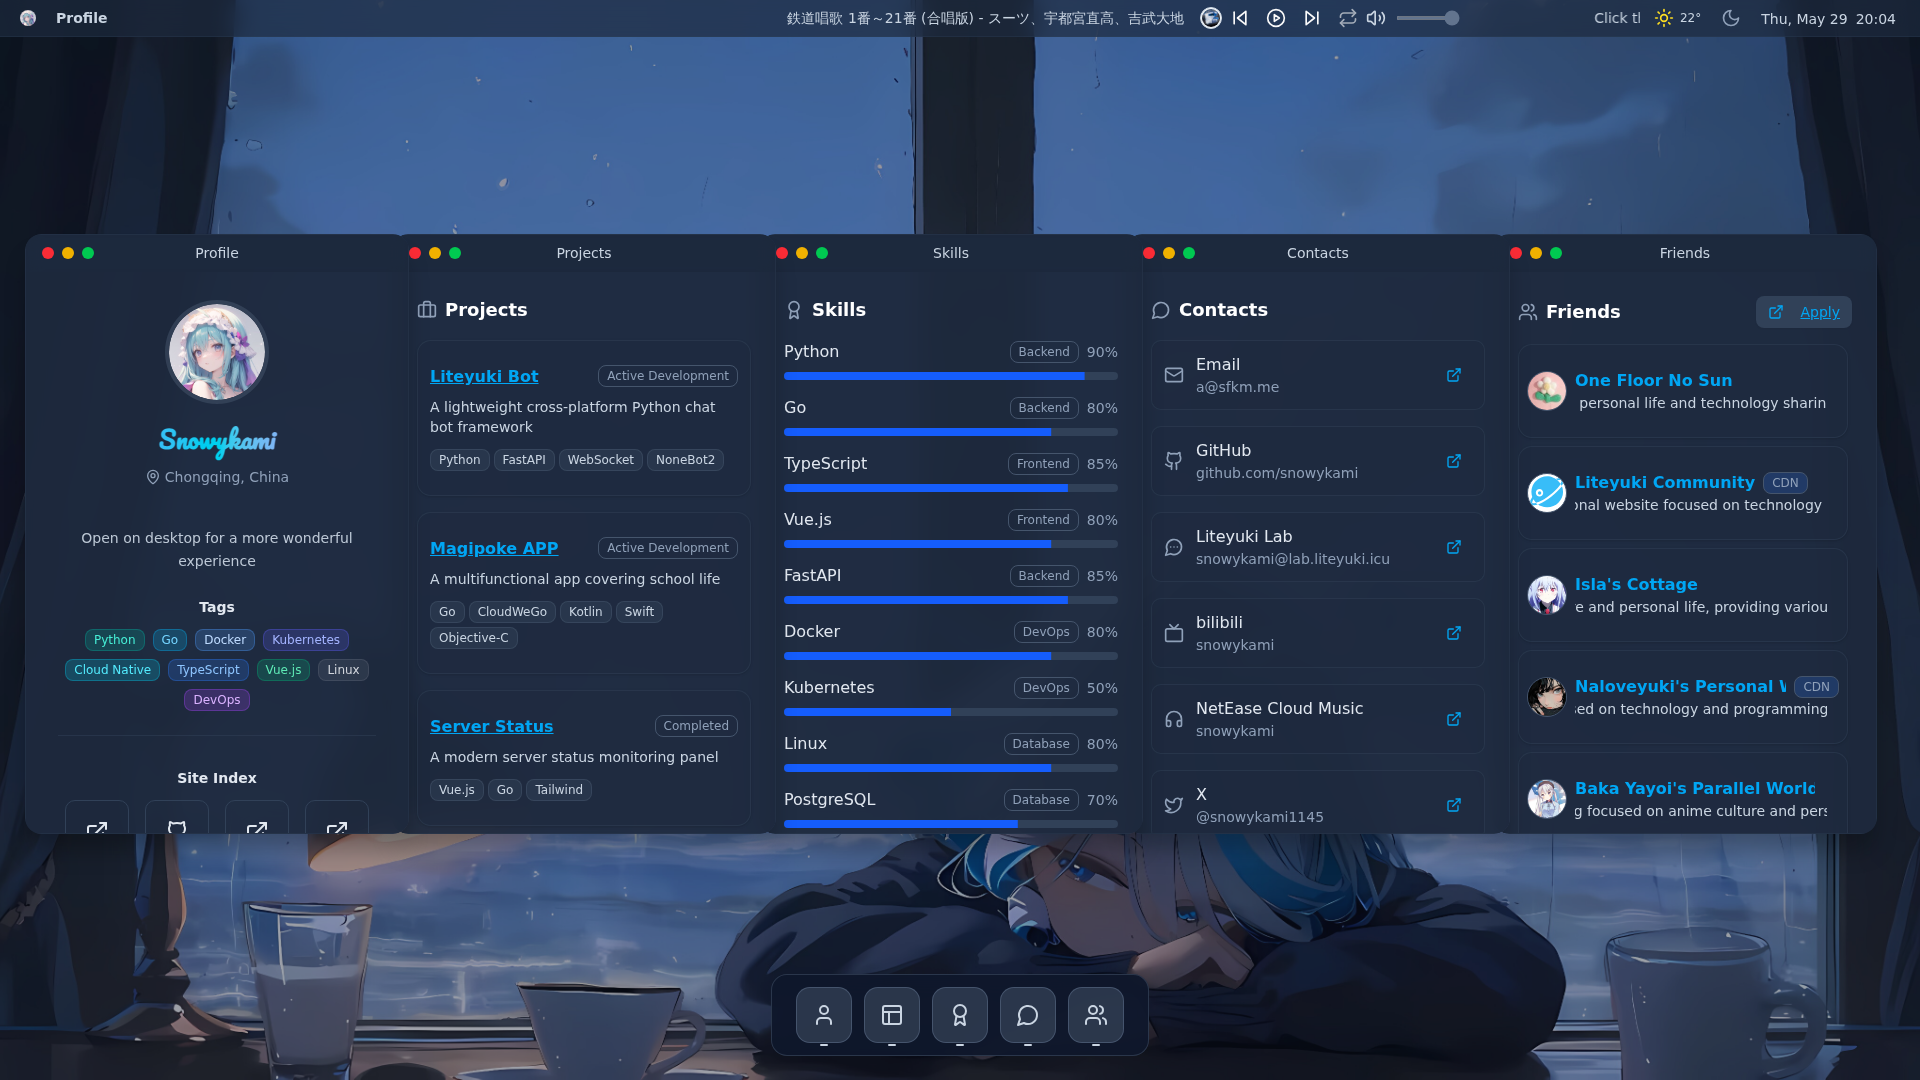 Profile
鉄道唱歌 1番～21番 (合唱版) - スーツ、宇都宮直高、吉武大地
Click tl
22°
Thu, May 29 20:04
Profile
Snowykami
Chongqing, China
Open on desktop for a more wonderful
experience
Tags
Python Go Docker Kubernetes
Cloud Native TypeScript Vue.js Linux
DevOps
Site Index
Projects
Projects
Liteyuki Bot Active Development
A lightweight cross-platform Python chat
bot framework
Python FastAPI WebSocket NoneBot2
Magipoke APP Active Development
A multifunctional app covering school life
Go CloudWeGo Kotlin Swift
Objective-C
Server Status Completed
A modern server status monitoring panel
Vue.js Go Tailwind
Skills
Skills
Python Backend 90%
Go Backend 80%
TypeScript Frontend 85%
Vue.js Frontend 80%
FastAPI Backend 85%
Docker DevOps 80%
Kubernetes DevOps 50%
Linux Database 80%
PostgreSQL Database 70%
Contacts
Contacts
Email
a@sfkm.me
GitHub
github.com/snowykami
Liteyuki Lab
snowykami@lab.liteyuki.icu
bilibili
snowykami
NetEase Cloud Music
snowykami
X
@snowykami1145
Friends
Friends Apply
One Floor No Sun
personal life and technology sharin
Liteyuki Community CDN
onal website focused on technology
Isla's Cottage
e and personal life, providing variou
Naloveyuki's Personal W CDN
sed on technology and programming
Baka Yayoi's Parallel World
g focused on anime culture and pers